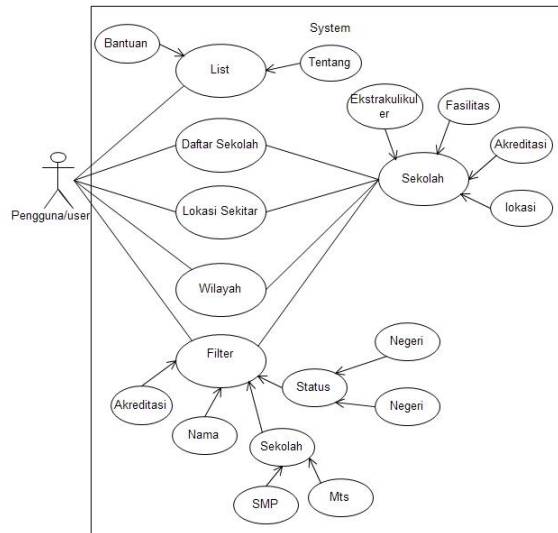 System
Bantuan
List
Tentang
Ekstrakulikul
er
Fasilitas
Daftar Sekolah
Akreditasi
Sekolah
Pengguna/user
Lokasi Sekitar
lokasi
Wilayah
Filter
Negeri
Status
Akreditasi
Negeri
Nama
Sekolah
SMP
Mts